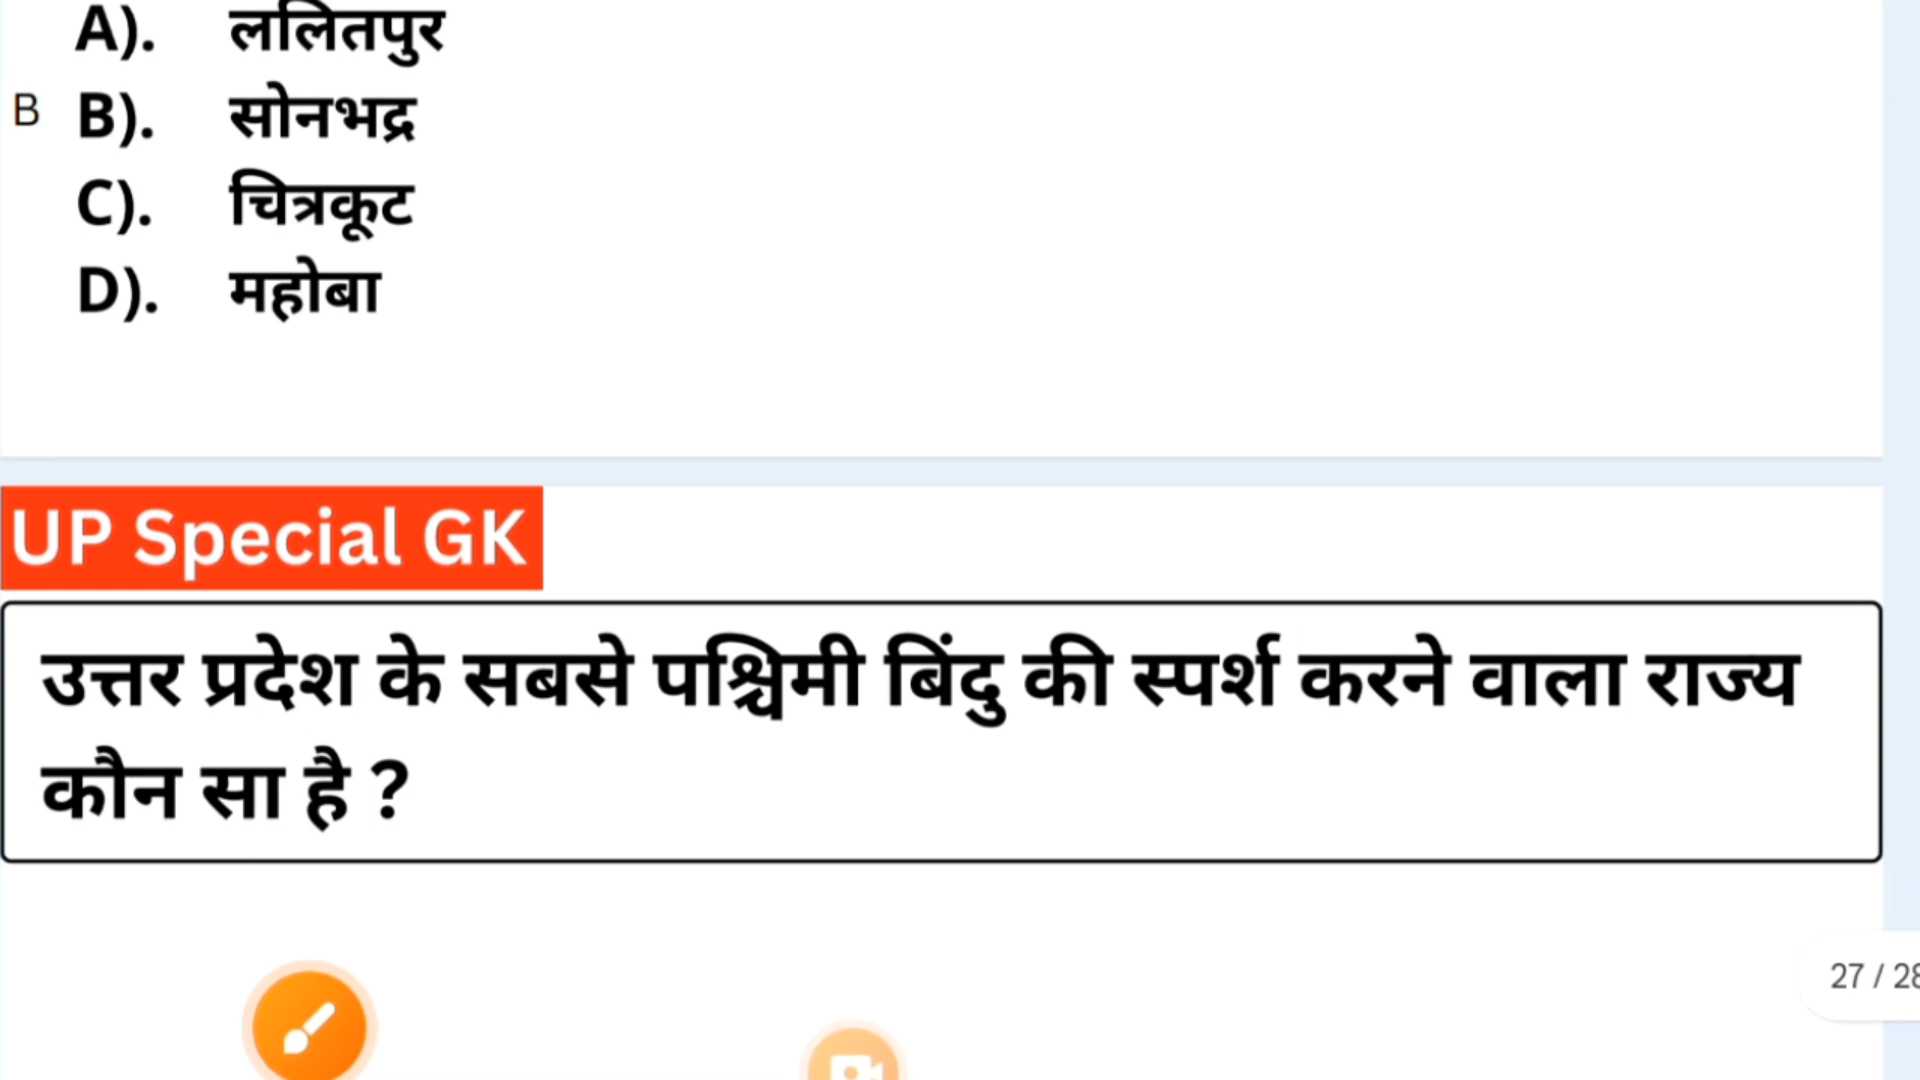 A). ललितपुर
B B). सोनभद्र
C). चित्रकूट
D). महोबा
UP Special GK
उत्तर प्रदेश के सबसे पश्चिमी बिंदु की स्पर्श करने वाला राज्य
कौन सा है ?
27 / 28